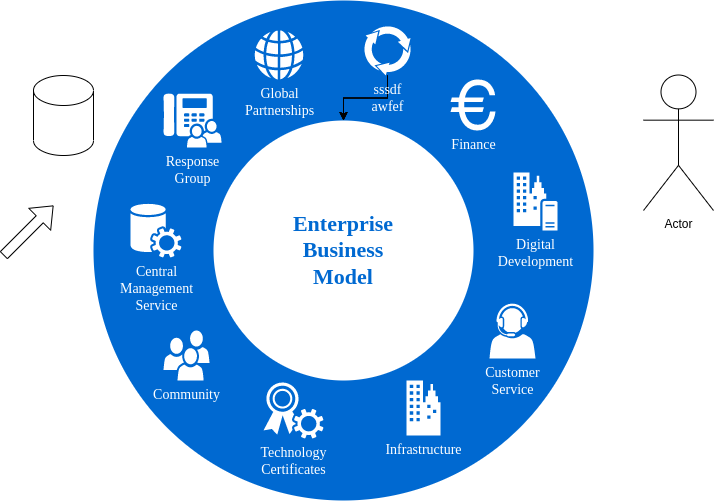 Global
Partnerships
sssdf
awfef
Finance
Response
Group
Enterprise
Business
Model
Digital
Development
Actor
Central
Management
Service
Customer
Service
Community
Infrastructure
Technology
Certificates